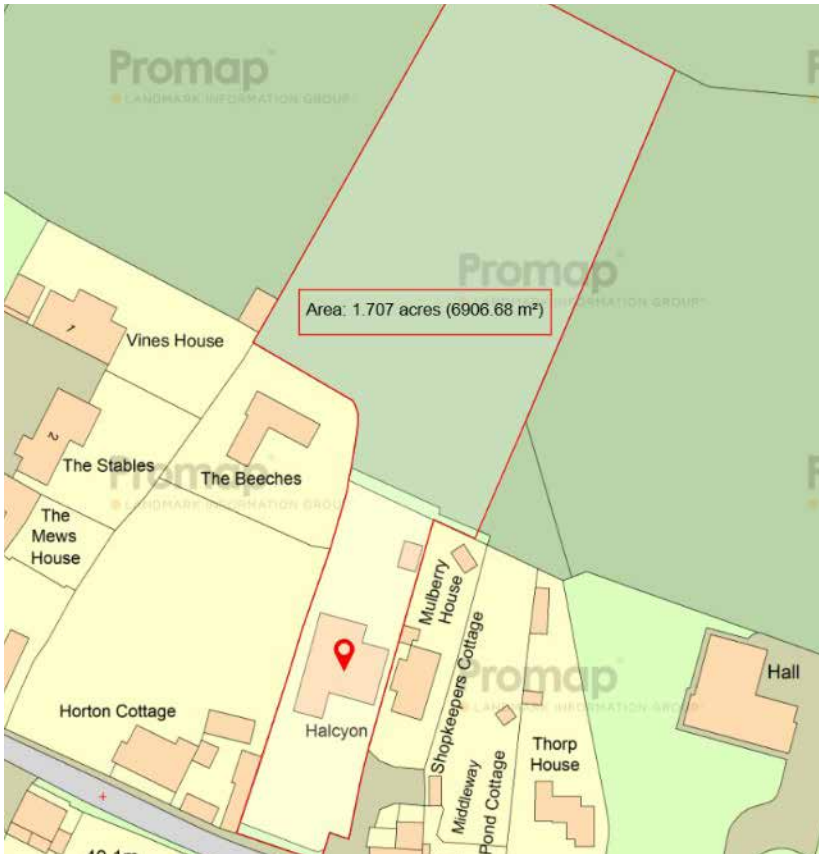 Promap
LANDMARK INFORMATION GROUP
Promap
LANDMARK INFORMATION GROUP
Area: 1.707 acres (6906.68 m²)
1
Vines House
2
The Stables
Promap
LANDMARK INFORMATION GROUP
The Beeches
The
Mews
House
Mulberry
House
Shopkeepers Cottage
Promap
LANDMARK INFORMATION GROUP
Hall
Horton Cottage
Halcyon
Middleway
Pond Cottage
Thorp
House